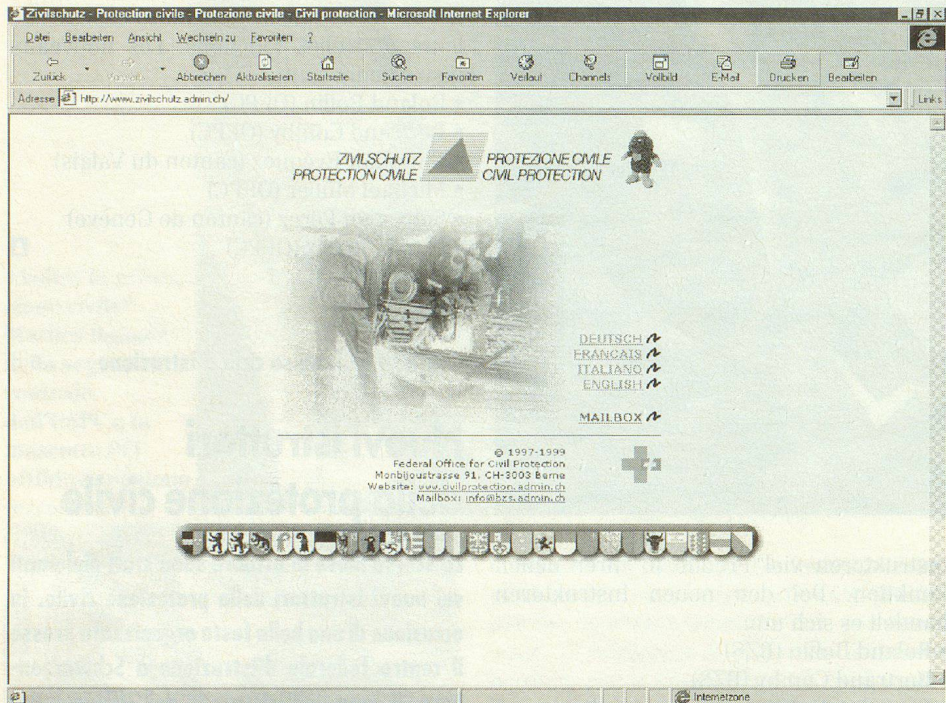 Zivilschutz - Protection civile - Protezione civile - Civil protection - Microsoft Internet Explorer
Datei Bearbeiten Ansicht Wechseln zu Favoriten ?
Zurück Abbrechen Aktualisieren Startseite Suchen Favoriten Verlauf Channels Vollbild E-Mail Drucken Bearbeiten
Adresse http://www.zivilschutz.admin.ch/ Links
ZIVILSCHUTZ PROTEZIONE CIVILE
PROTECTION CIVILE CIVIL PROTECTION
DEUTSCH
FRANCAIS
ITALIANO
ENGLISH
MAILBOX
© 1997-1999
Federal Office for Civil Protection
Monbijoustrasse 91, CH-3003 Berne
Website: www.civilprotection.admin.ch
Mailbox: info@bzs.admin.ch
Internetzone